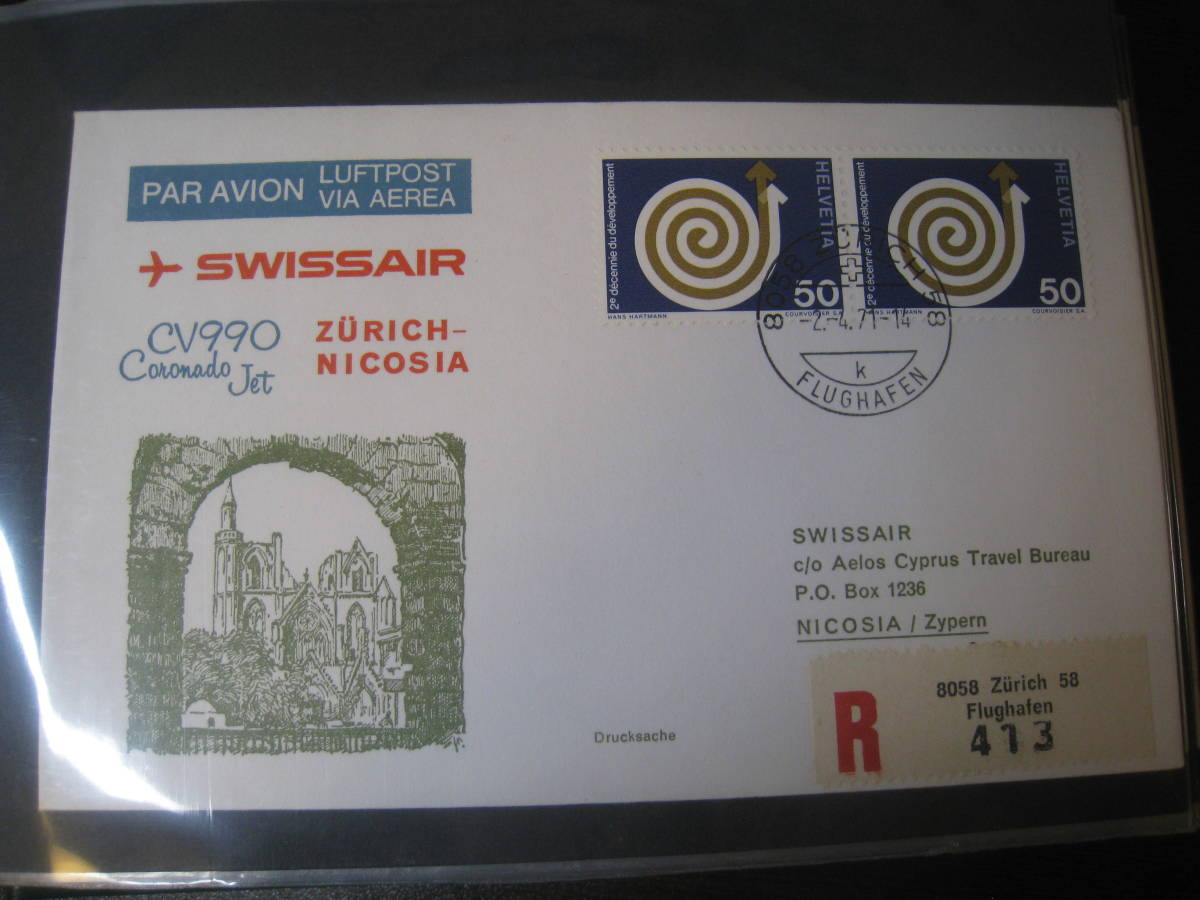 PAR AVION
LUFTPOST
VIA AEREA
SWISSAIR
CV990
Coronado
Jet
ZÜRICH–
NICOSIA
2e décennie du développement
HELVETIA
50
HANS HARTMANN
COURVOISIER S.A.
2e décennie du développement
HELVETIA
50
HANS HARTMANN
COURVOISIER S.A.
8058 ZÜRICH 58
-2.-4.71-14
k
FLUGHAFEN
SWISSAIR
c/o Aelos Cyprus Travel Bureau
P.O. Box 1236
NICOSIA / Zypern
Drucksache
R
8058 Zürich 58
Flughafen
413